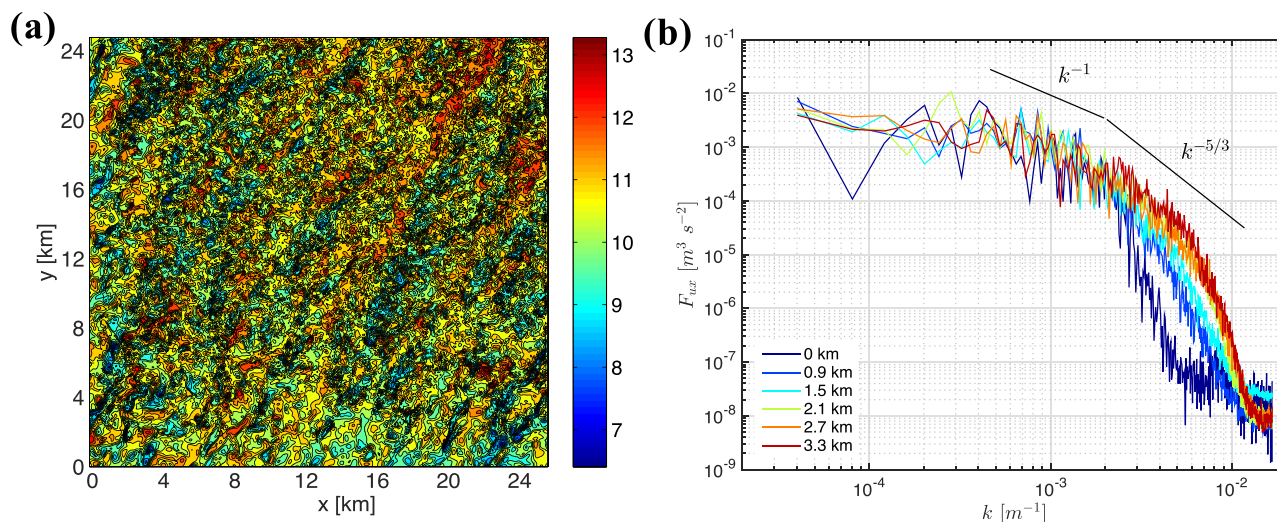 (a)
24
20
16
12
8
4
0
y [km]
0 4 8 12 16 20 24
x [km]
13
12
11
10
9
8
7
(b)
10⁻¹
10⁻²
10⁻³
10⁻⁴
10⁻⁵
10⁻⁶
10⁻⁷
10⁻⁸
10⁻⁹
F_{ux} [m³ s⁻²]
k⁻¹
k^{-5/3}
0 km
0.9 km
1.5 km
2.1 km
2.7 km
3.3 km
10⁻⁴ 10⁻³ 10⁻²
k [m⁻¹]